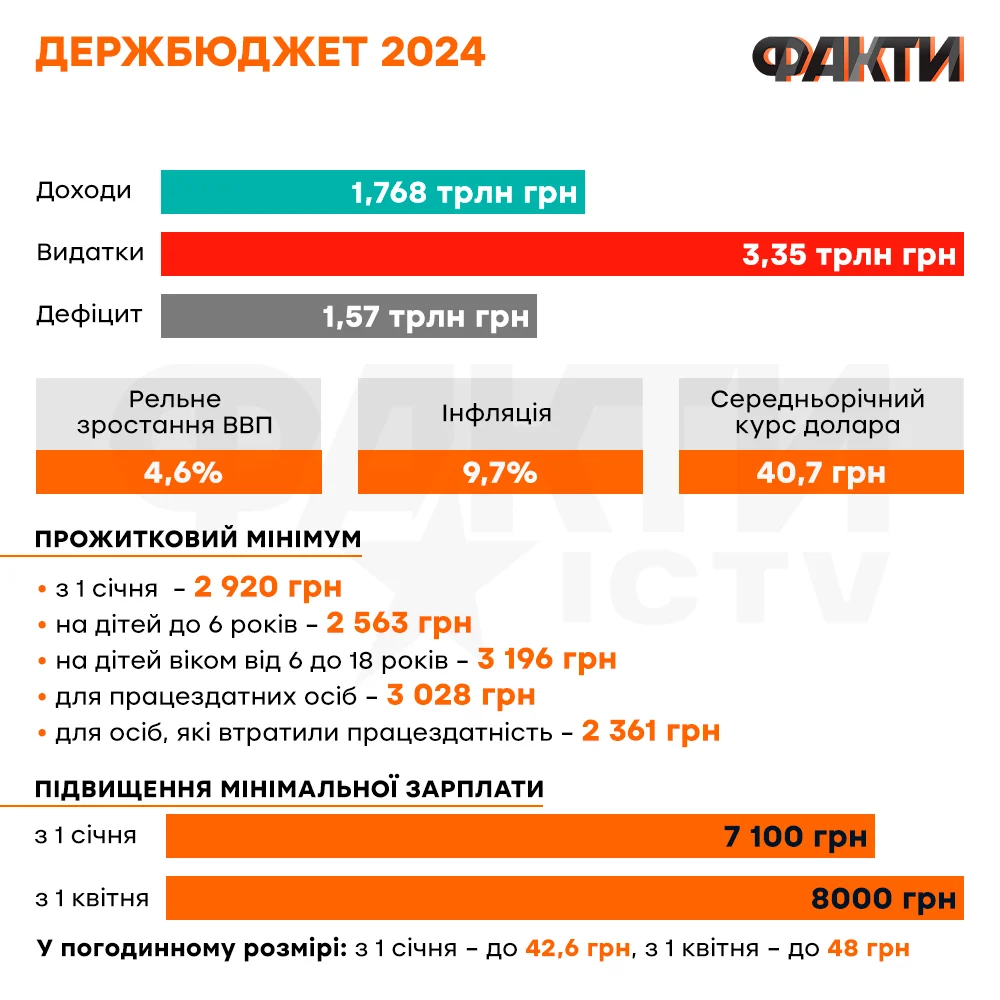 ДЕРЖБЮДЖЕТ 2024
ФАКТИ
Доходи 1,768 трлн грн
Видатки 3,35 трлн грн
Дефіцит 1,57 трлн грн
Рельне
зростання ВВП
4,6%
Інфляція
9,7%
Середньорічний
курс долара
40,7 грн
ФАКТИ
ICTV
ПРОЖИТКОВИЙ МІНІМУМ
• з 1 січня – 2 920 грн
• на дітей до 6 років – 2 563 грн
• на дітей віком від 6 до 18 років – 3 196 грн
• для працездатних осіб – 3 028 грн
• для осіб, які втратили працездатність – 2 361 грн
ПІДВИЩЕННЯ МІНІМАЛЬНОЇ ЗАРПЛАТИ
з 1 січня 7 100 грн
з 1 квітня 8000 грн
У погодинному розмірі: з 1 січня – до 42,6 грн, з 1 квітня – до 48 грн